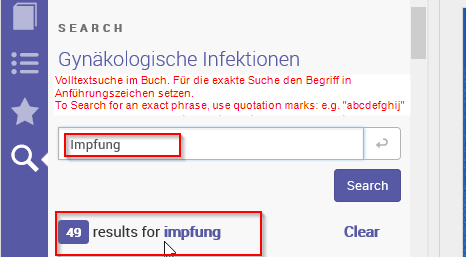 SEARCH
Gynäkologische Infektionen
Volltextsuche im Buch. Für die exakte Suche den Begriff in
Anführungszeichen setzen.
To Search for an exact phrase, use quotation marks: e.g. "abcdefghij"
Impfung
Search
49 results for impfung
Clear